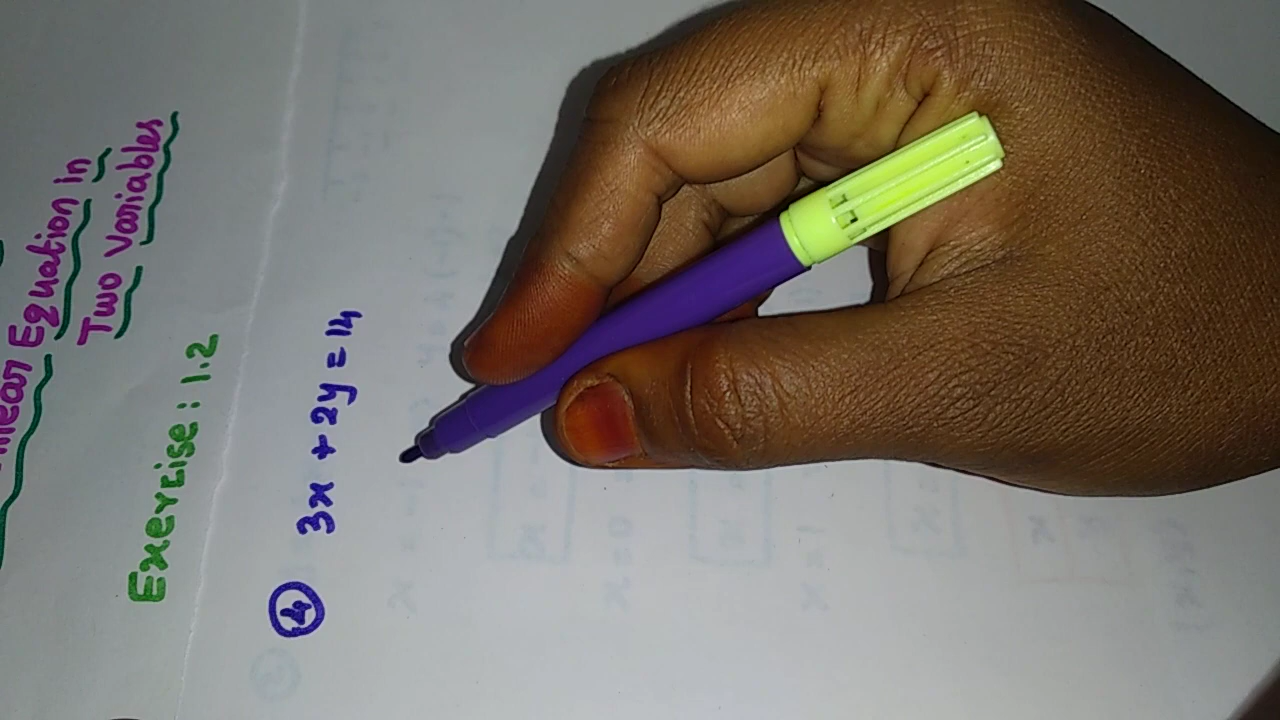 Linear Equation in
Two Variables
Exercise : 1.2
4 3x + 2y = 14